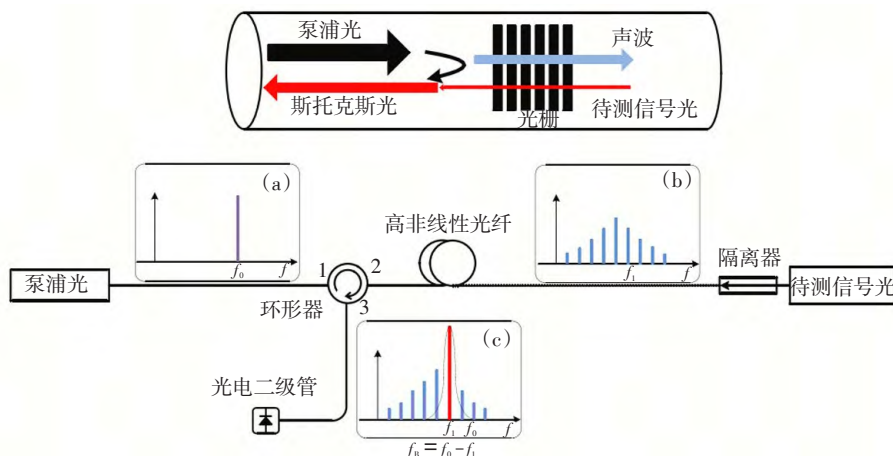 泵浦光
声波
斯托克斯光
光栅
待测信号光
(a)
f₀
f
(b)
f₁
f
高非线性光纤
隔离器
泵浦光
1
2
3
环形器
待测信号光
(c)
f₁
f₀
f
光电二级管
f_B = f₀ − f₁